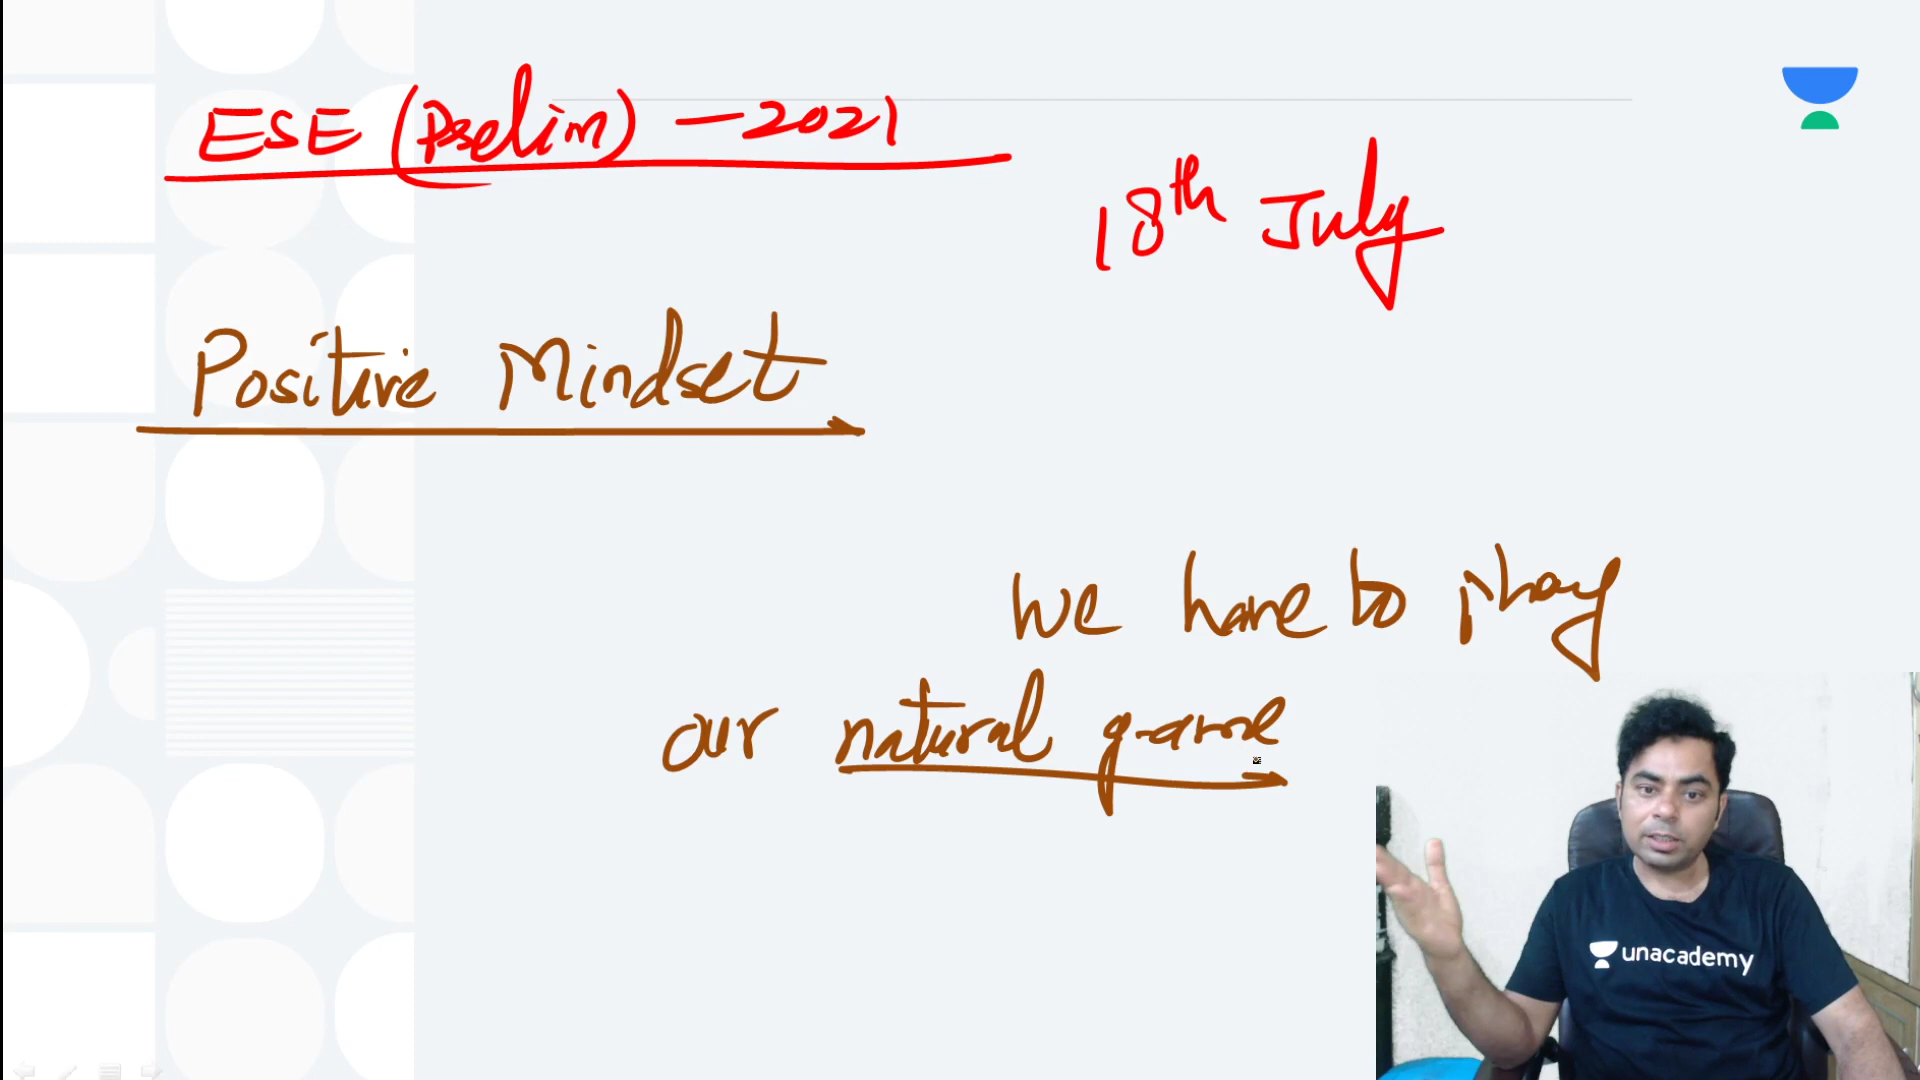 ESE (Prelim) - 2021
18th July
Positive Mindset
we have to play
our natural game
unacademy